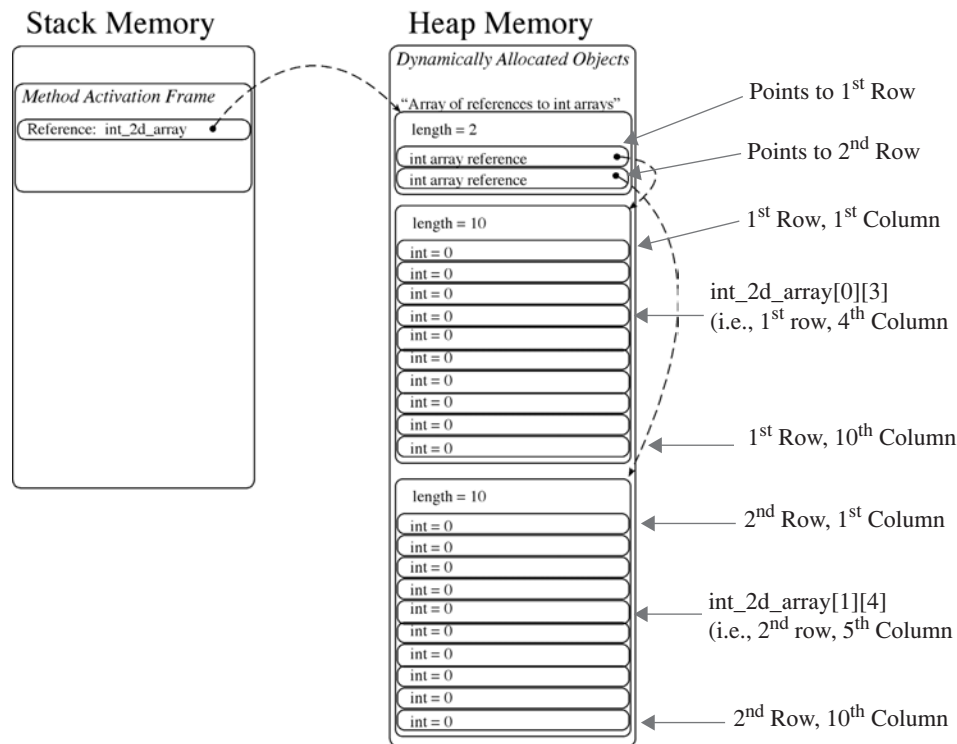 Stack Memory
Heap Memory
Method Activation Frame
Reference: int_2d_array
Dynamically Allocated Objects
“Array of references to int arrays”
length = 2
int array reference
int array reference
length = 10
int = 0
int = 0
int = 0
int = 0
int = 0
int = 0
int = 0
int = 0
int = 0
int = 0
length = 10
int = 0
int = 0
int = 0
int = 0
int = 0
int = 0
int = 0
int = 0
int = 0
int = 0
Points to 1st Row
Points to 2nd Row
1st Row, 1st Column
int_2d_array[0][3]
(i.e., 1st row, 4th Column
1st Row, 10th Column
2nd Row, 1st Column
int_2d_array[1][4]
(i.e., 2nd row, 5th Column
2nd Row, 10th Column